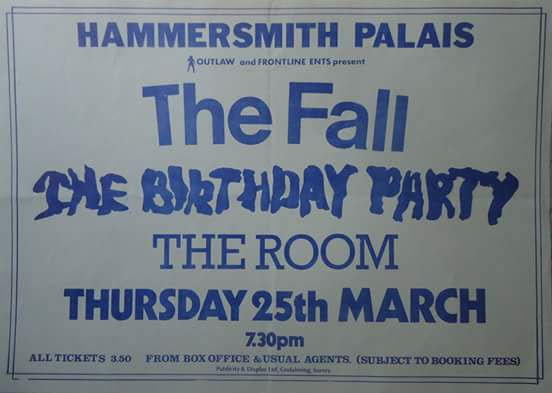 HAMMERSMITH PALAIS
OUTLAW and FRONTLINE ENTS present
The Fall
THE BIRTHDAY PARTY
THE ROOM
THURSDAY 25th MARCH
7.30pm
ALL TICKETS 3.50 FROM BOX OFFICE & USUAL AGENTS. (SUBJECT TO BOOKING FEES)
Publicity & Display Ltd, Godalming, Surrey